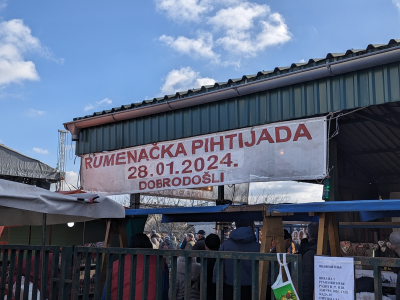 RUMENAČKA PIHTIJADA
28.01.2024.
DOBRODOŠLI